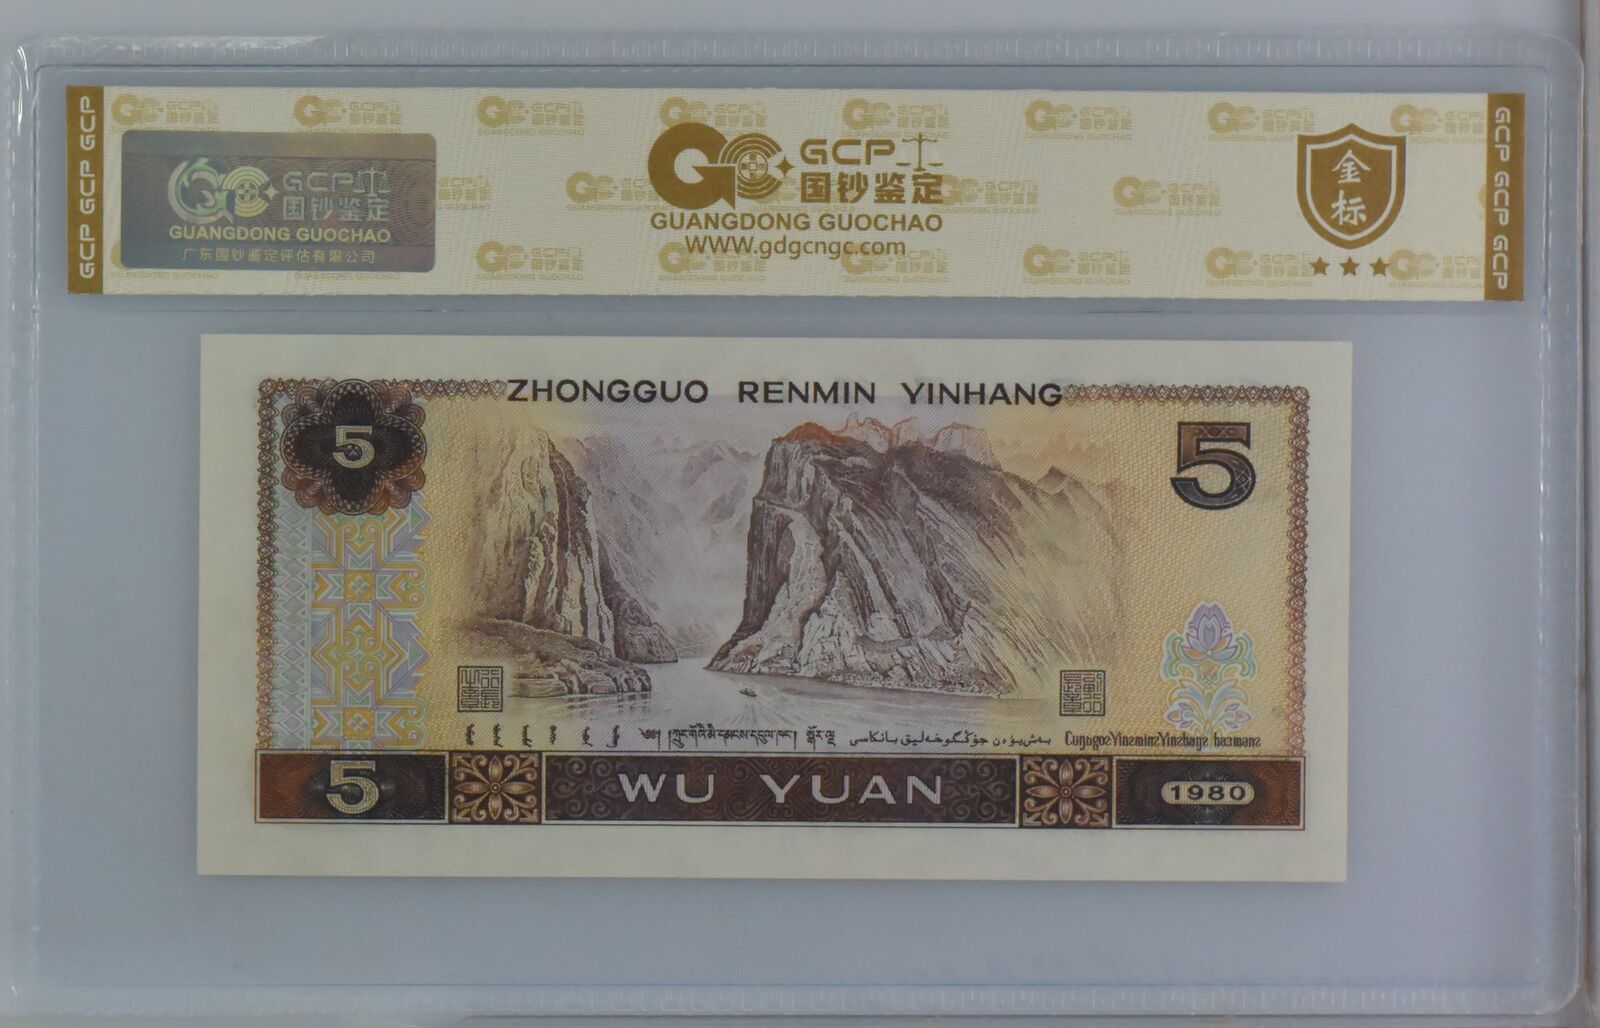 GCP GCP GCP
GCP
国钞鉴定
GUANGDONG GUOCHAO
广东国钞鉴定评估有限公司
GCP
国钞鉴定
GUANGDONG GUOCHAO
WWW.gdgcngc.com
金
标
GCP GCP GCP
ZHONGGUO RENMIN YINHANG
5
5
5
WU YUAN
1980